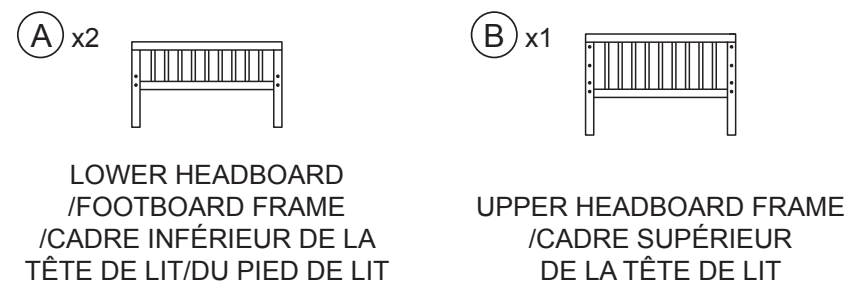 A x2
LOWER HEADBOARD
/FOOTBOARD FRAME
/CADRE INFÉRIEUR DE LA
TÊTE DE LIT/DU PIED DE LIT
B x1
UPPER HEADBOARD FRAME
/CADRE SUPÉRIEUR
DE LA TÊTE DE LIT